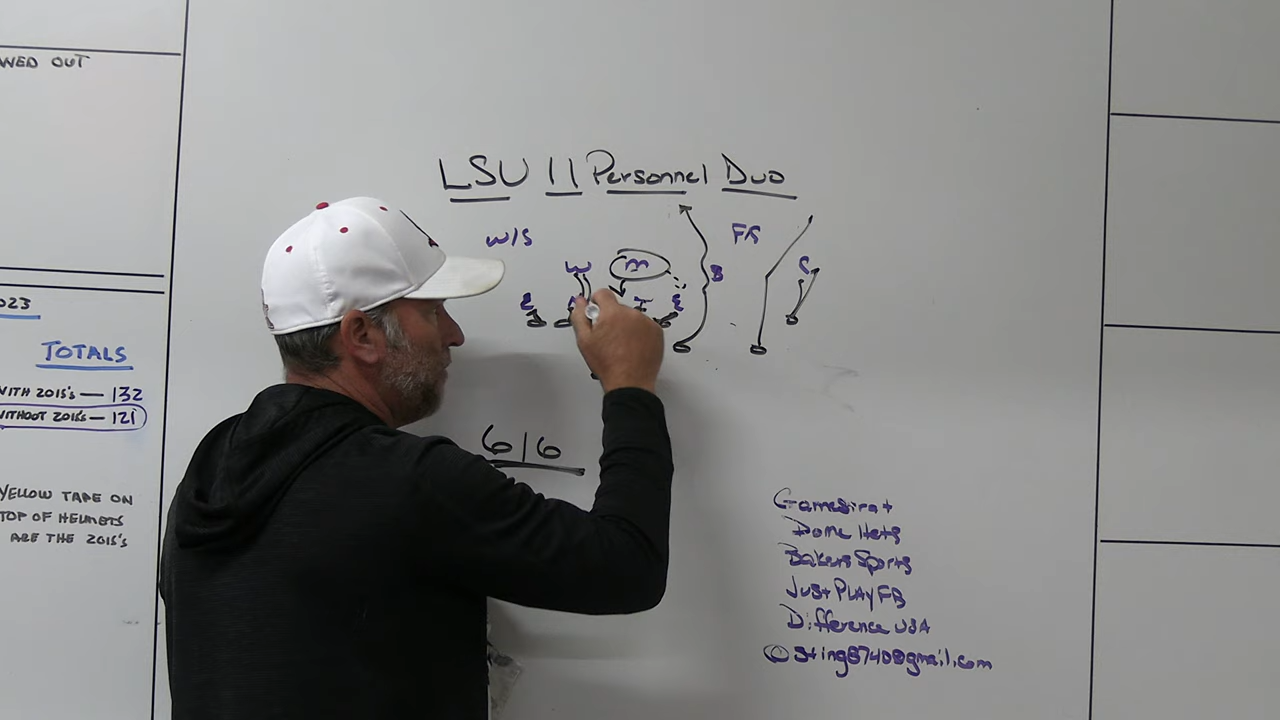 WED OUT
2023
TOTALS
WITH 2015's — 132
WITHOUT 2015's — 121
YELLOW TAPE ON
TOP OF HELMETS
ARE THE 2015's
LSU 11 Personnel Duo
W/S
FS
W
M
B
C
E
T
E
6/6
Gamestrat
Dome Hats
Bakers Sports
Just Play FB
Difference USA